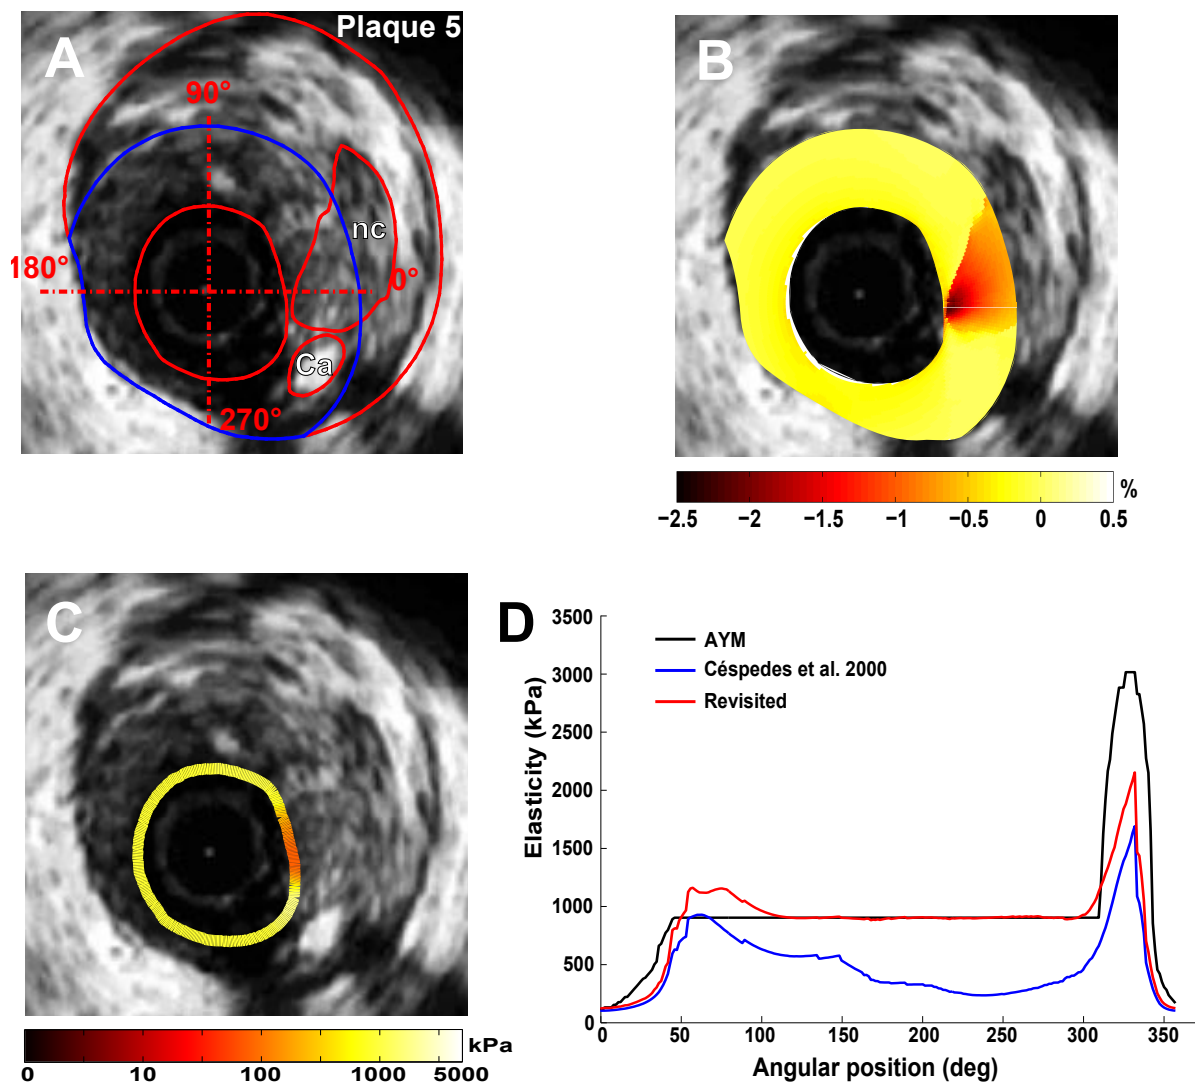 A
Plaque 5
90°
nc
180°
0°
Ca
270°
B
%
−2.5 −2 −1.5 −1 −0.5 0 0.5
C
kPa
0 10 100 1000 5000
D
Elasticity (kPa)
3500
3000
2500
2000
1500
1000
500
0
AYM
Céspedes et al. 2000
Revisited
0 50 100 150 200 250 300 350
Angular position (deg)